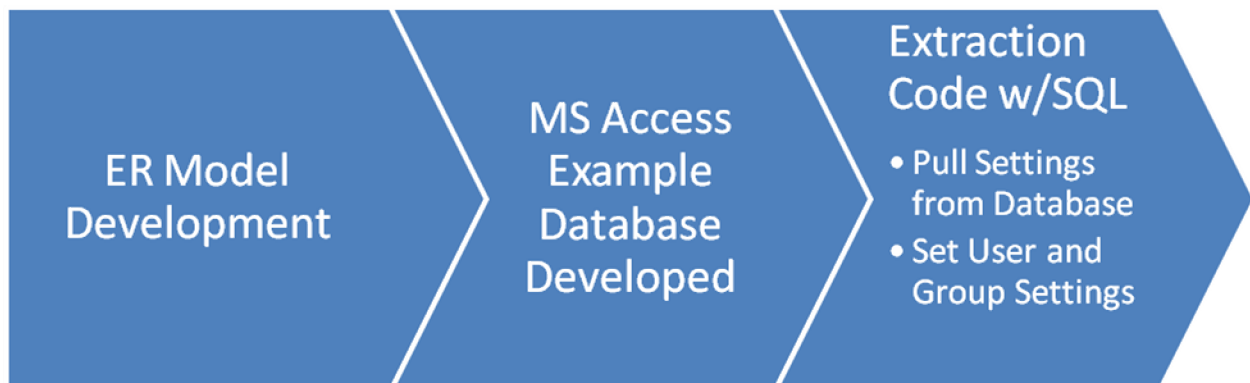 ER Model
Development
MS Access
Example
Database
Developed
Extraction
Code w/SQL
• Pull Settings
from Database
• Set User and
Group Settings